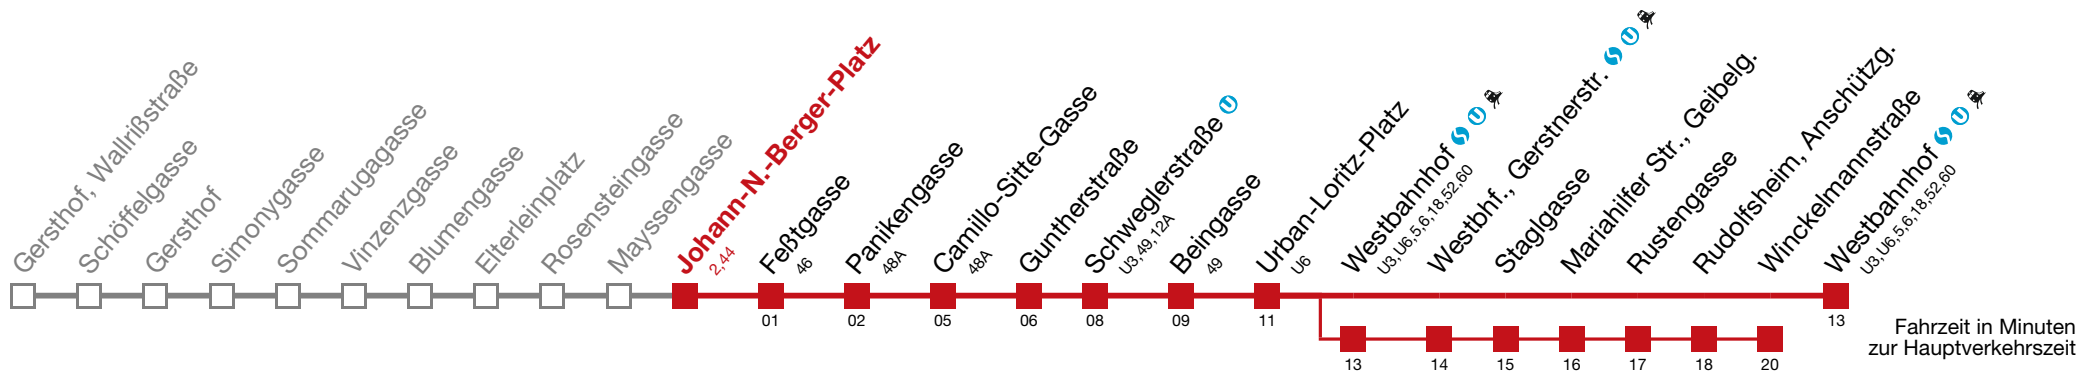 Gersthof, Wallrißstraße
Schöffelgasse
Gersthof
Simonygasse
Sommarugagasse
Vinzenzgasse
Blumengasse
Elterleinplatz
Rosensteingasse
Mayssengasse
Johann-N.-Berger-Platz
2,44
Feßtgasse
46
Panikengasse
48A
Camillo-Sitte-Gasse
48A
Guntherstraße
Schweglerstraße U
U3,49,12A
Beingasse
49
Urban-Loritz-Platz
U6
Westbahnhof S U
U3,U6,5,6,18,52,60
Westbhf., Gerstnerstr. S U
Staglgasse
Mariahilfer Str., Geibelg.
Rustengasse
Rudolfsheim, Anschützg.
Winckelmannstraße
Westbahnhof S U
U3,U6,5,6,18,52,60
01 02 05 06 08 09 11 13
13 14 15 16 17 18 20
Fahrzeit in Minuten
zur Hauptverkehrszeit